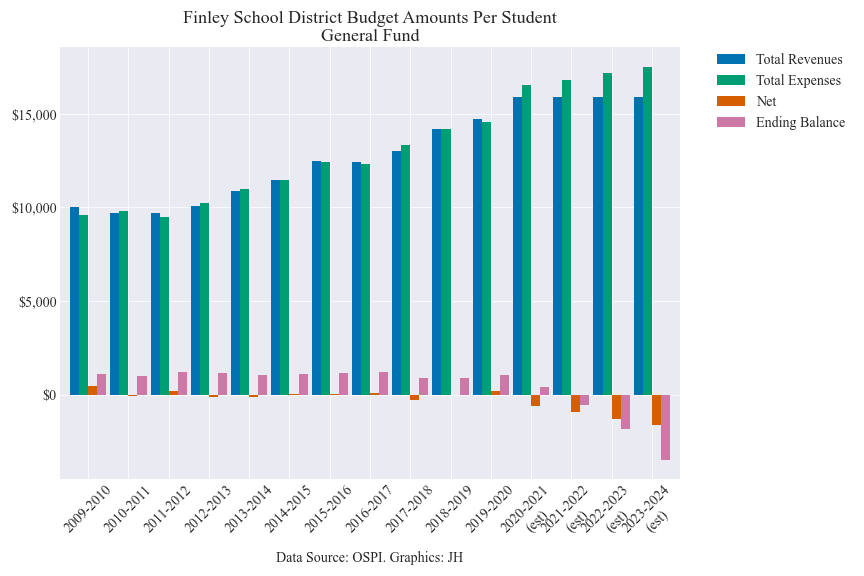 Finley School District Budget Amounts Per Student
General Fund
Total Revenues
Total Expenses
Net
Ending Balance
$15,000
$10,000
$5,000
$0
2009-2010
2010-2011
2011-2012
2012-2013
2013-2014
2014-2015
2015-2016
2016-2017
2017-2018
2018-2019
2019-2020
2020-2021
(est)
2021-2022
(est)
2022-2023
(est)
2023-2024
(est)
Data Source: OSPI. Graphics: JH